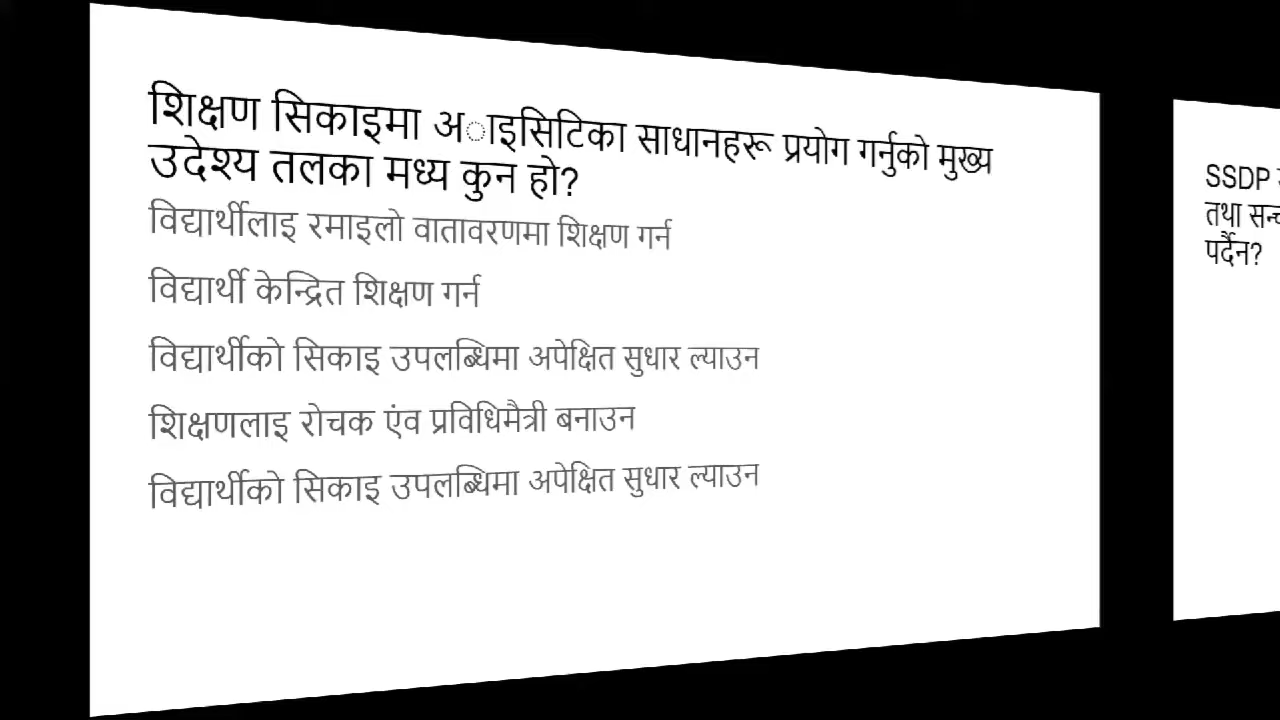 शिक्षण सिकाइमा अाइसिटिका साधानहरू प्रयोग गर्नुको मुख्य
उदेश्य तलका मध्य कुन हो?
विद्यार्थीलाइ रमाइलो वातावरणमा शिक्षण गर्न
विद्यार्थी केन्द्रित शिक्षण गर्न
विद्यार्थीको सिकाइ उपलब्धिमा अपेक्षित सुधार ल्याउन
शिक्षणलाइ रोचक एंव प्रविधिमैत्री बनाउन
विद्यार्थीको सिकाइ उपलब्धिमा अपेक्षित सुधार ल्याउन
SSDP
तथा
पर्दैन?